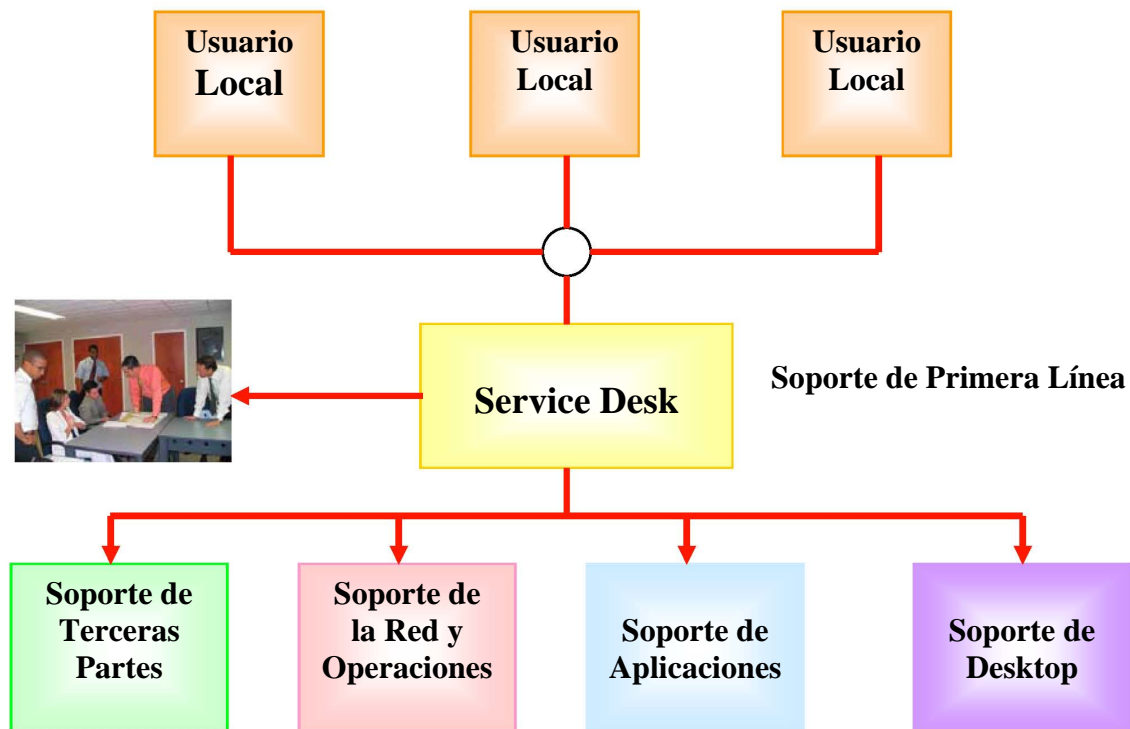 Usuario
Local
Usuario
Local
Usuario
Local
Service Desk
Soporte de Primera Línea
Soporte de
Terceras
Partes
Soporte de
la Red y
Operaciones
Soporte de
Aplicaciones
Soporte de
Desktop